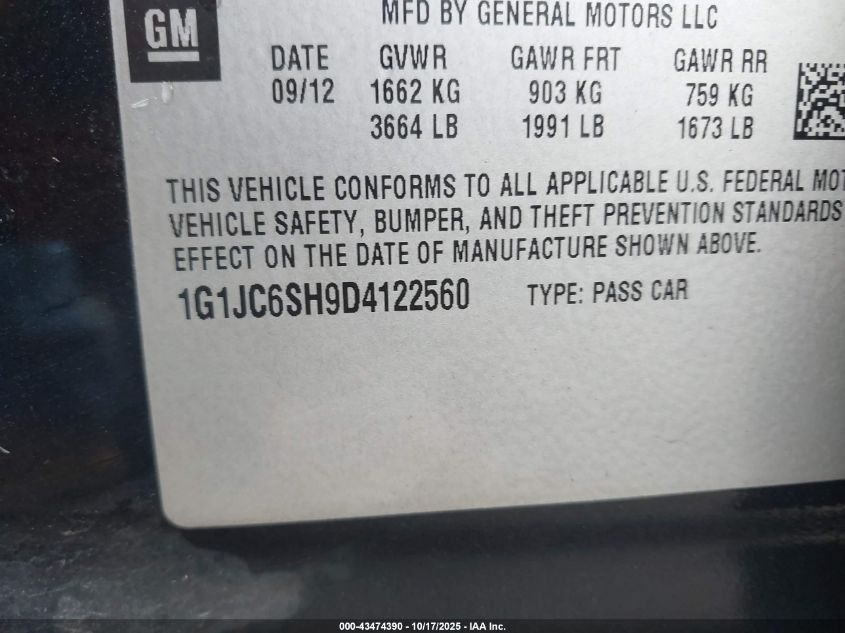 GM
MFD BY GENERAL MOTORS LLC
DATE GVWR GAWR FRT GAWR RR
09/12 1662 KG 903 KG 759 KG
3664 LB 1991 LB 1673 LB
THIS VEHICLE CONFORMS TO ALL APPLICABLE U.S. FEDERAL MOT
VEHICLE SAFETY, BUMPER, AND THEFT PREVENTION STANDARDS
EFFECT ON THE DATE OF MANUFACTURE SHOWN ABOVE.
1G1JC6SH9D4122560 TYPE: PASS CAR
000-43474390 - 10/17/2025 - IAA Inc.